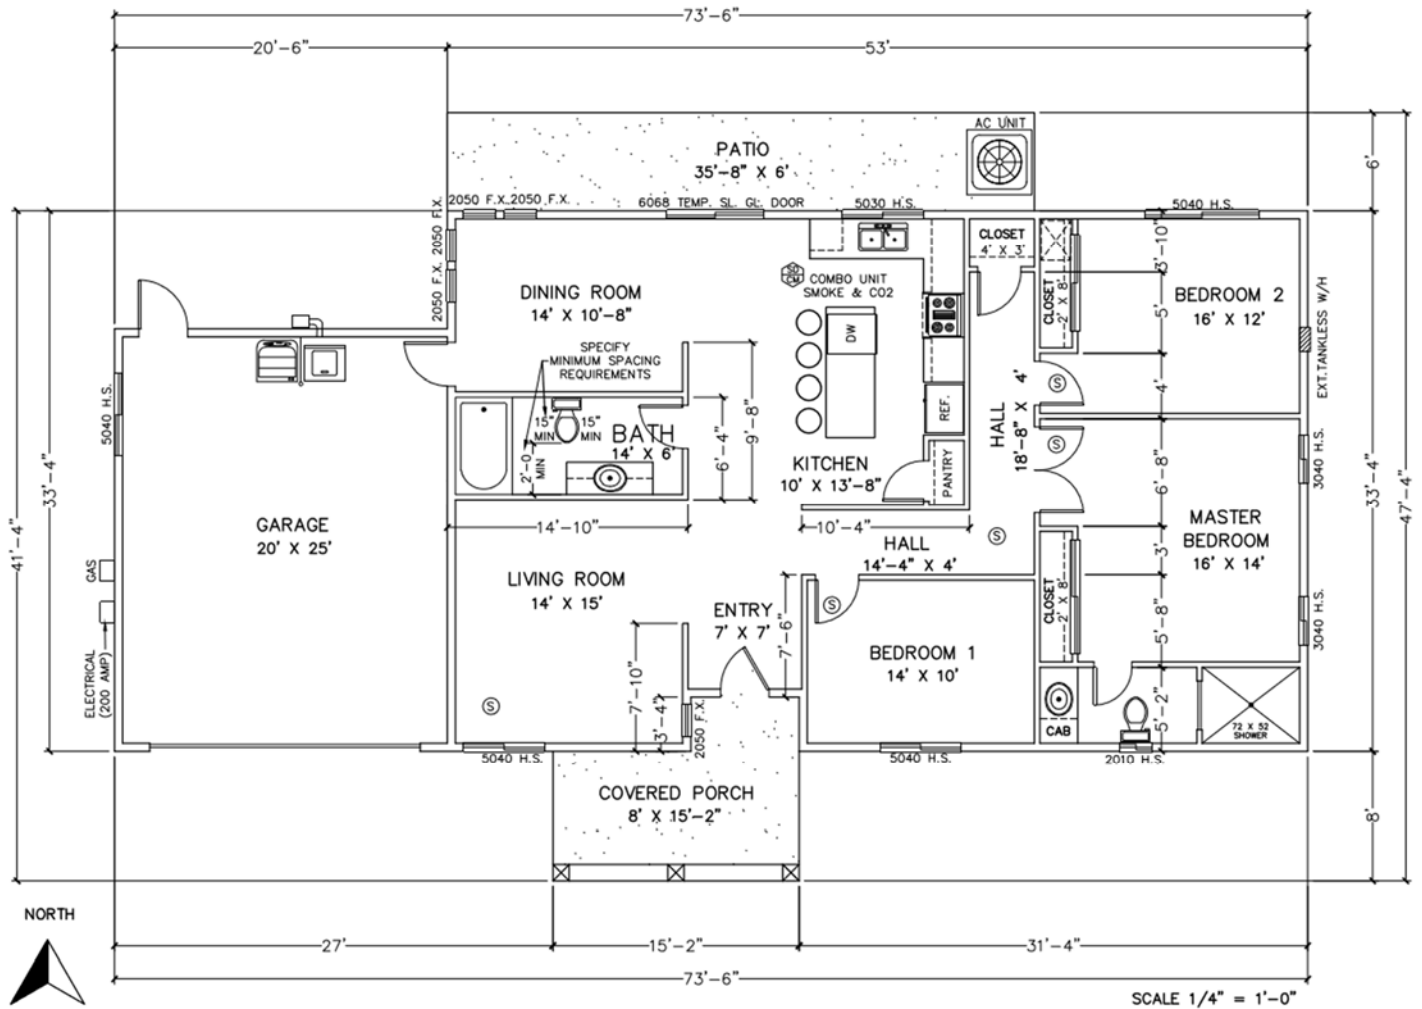 73'-6"
20'-6"
53'
AC UNIT
PATIO
35'-8" X 6'
6'
2050 F.X.
2050 F.X.
6068 TEMP. SL. GL. DOOR
5030 H.S.
5040 H.S.
2050 F.X.
2050 F.X.
CLOSET
4' X 3'
3'-10"
SD
CM
COMBO UNIT
SMOKE & CO2
DINING ROOM
14' X 10'-8"
CLOSET
2' X 8'
5'
BEDROOM 2
16' X 12'
EXT.TANKLESS W/H
DW
SPECIFY
MINIMUM SPACING
REQUIREMENTS
HALL
18'-8" X 4'
S
4'
5040 H.S.
REF.
15"
MIN
15"
MIN
BATH
14' X 6'
2'-0
MIN
6'-4"
9'-8"
S
3040 H.S.
33'-4"
41'-4"
KITCHEN
10' X 13'-8"
PANTRY
6'-8"
33'-4"
47'-4"
GARAGE
20' X 25'
14'-10"
10'-4"
MASTER
BEDROOM
16' X 14'
S
HALL
14'-4" X 4'
3'
GAS
LIVING ROOM
14' X 15'
CLOSET
2' X 8'
ENTRY
7' X 7'
S
7'-6"
5'-8"
3040 H.S.
ELECTRICAL
(200 AMP)
BEDROOM 1
14' X 10'
7'-10"
S
3'-4"
2050 F.X.
CAB
5'-2"
72 X 52
SHOWER
5040 H.S.
5040 H.S.
2010 H.S.
COVERED PORCH
8' X 15'-2"
8'
NORTH
27'
15'-2"
31'-4"
73'-6"
SCALE 1/4" = 1'-0"